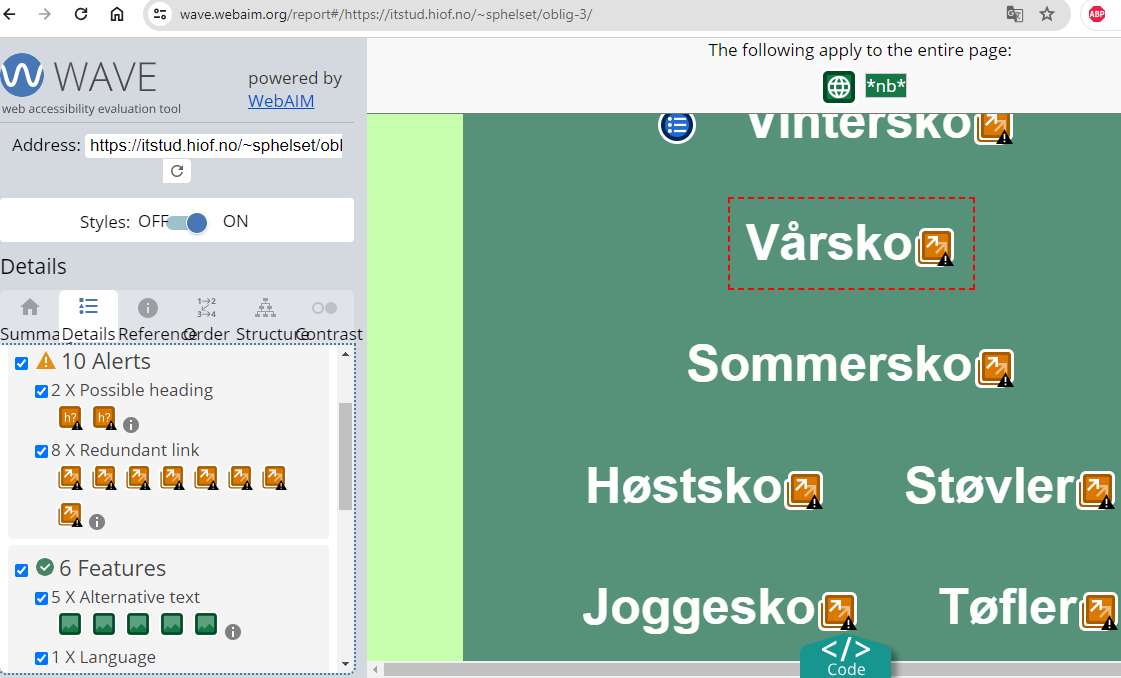 wave.webaim.org/report#/https://itstud.hiof.no/~sphelset/oblig-3/
ABP
WAVE
web accessibility evaluation tool
powered by
WebAIM
The following apply to the entire page:
*nb*
Address: https://itstud.hiof.no/~sphelset/obl
Styles: OFF ON
Details
Summa Details Reference Order Structure Contrast
10 Alerts
2 X Possible heading
h? h?
8 X Redundant link
6 Features
5 X Alternative text
1 X Language
Vintersko
Vårsko
Sommersko
Høstsko Støvler
Joggesko Tøfler
</>
Code